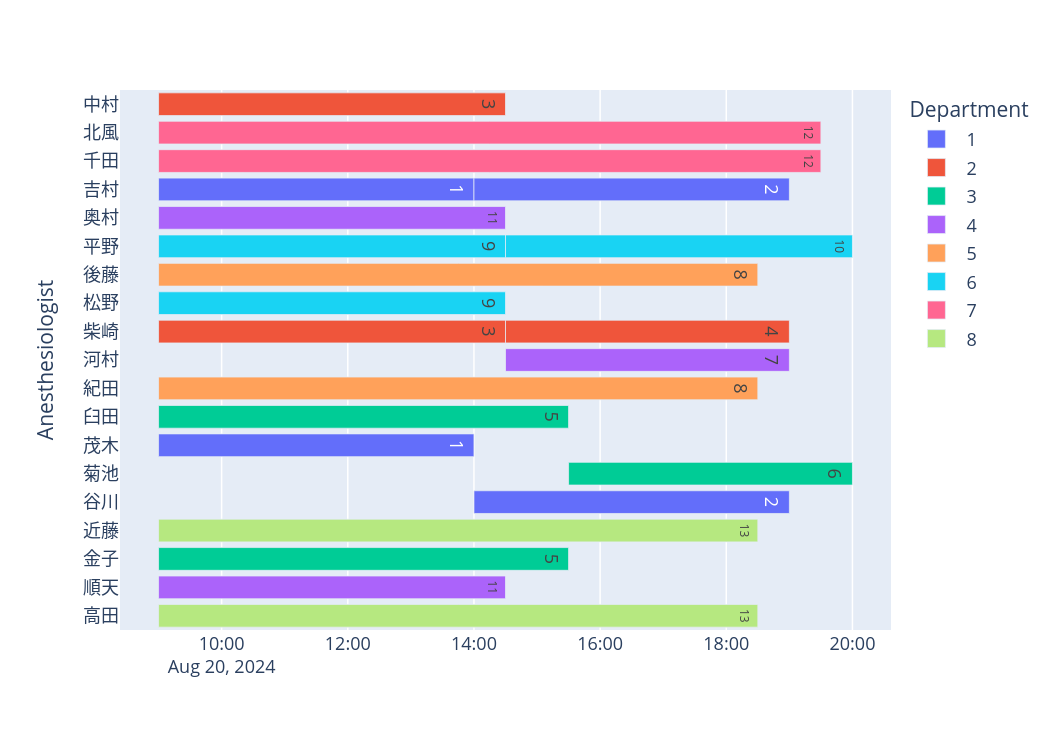 Department
1
2
3
4
5
6
7
8
Anesthesiologist
中村 3
北風 12
千田 12
吉村 1 2
奥村 11
平野 9 10
後藤 8
松野 9
柴崎 3 4
河村 7
紀田 8
臼田 5
茂木 1
菊池 6
谷川 2
近藤 13
金子 5
順天 11
高田 13
10:00 12:00 14:00 16:00 18:00 20:00
Aug 20, 2024